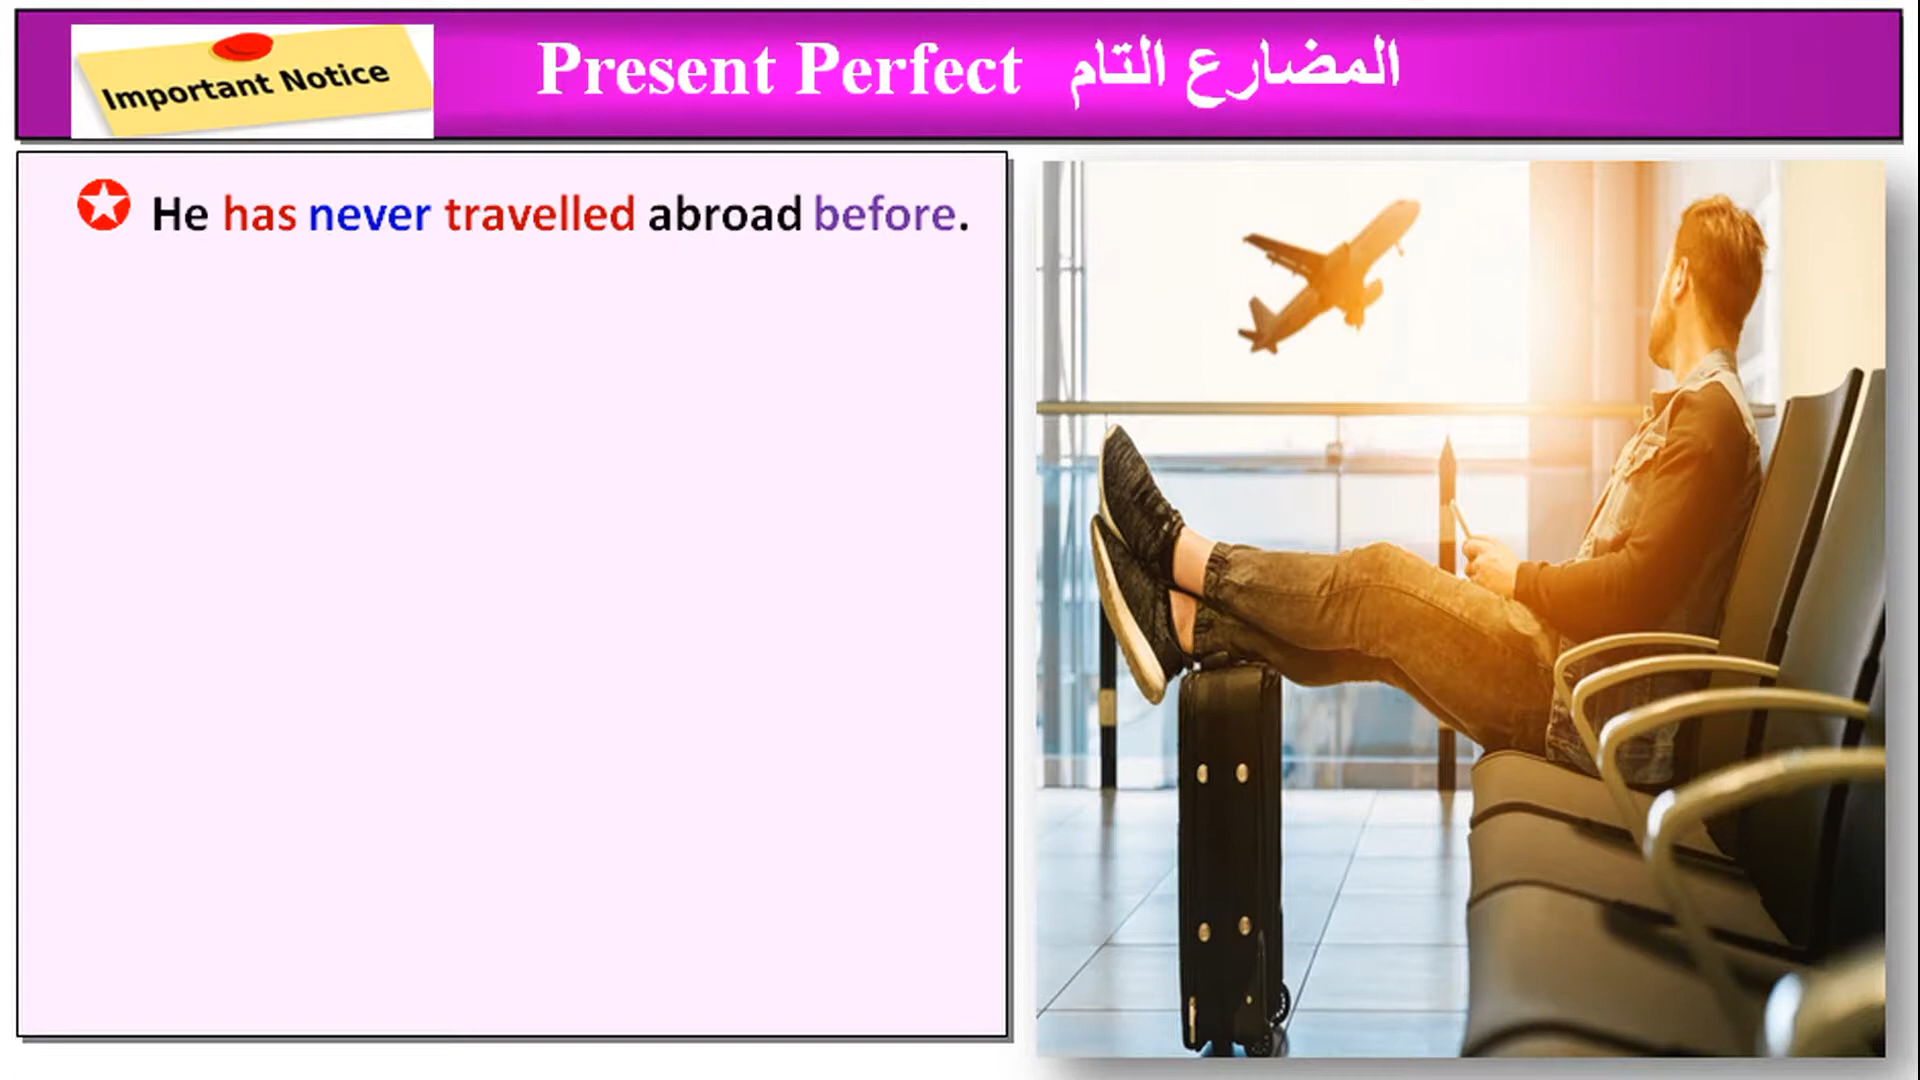 Important Notice
Present Perfect المضارع التام
He has never travelled abroad before.